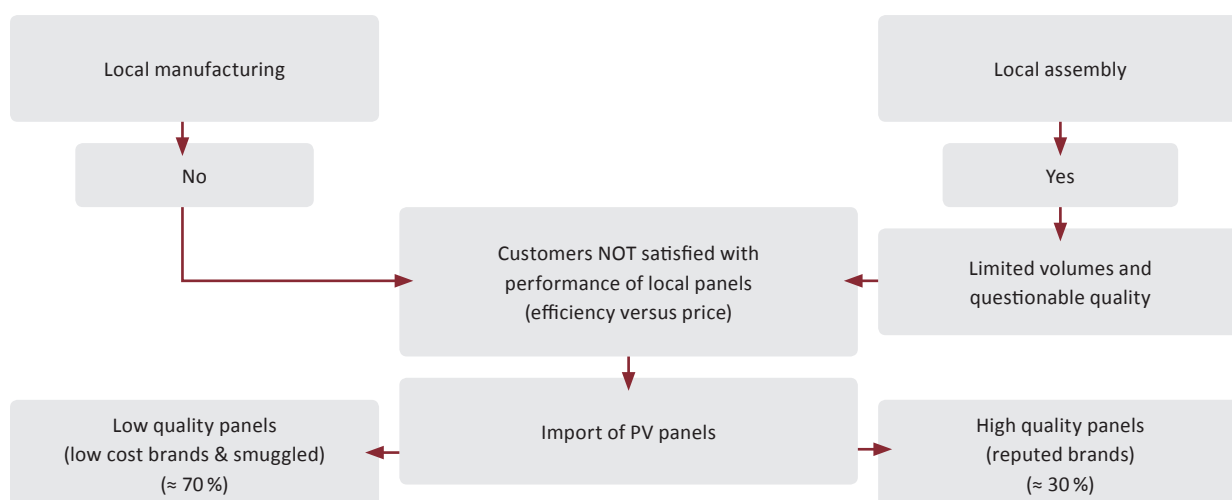 Local manufacturing
Local assembly
No
Yes
Customers NOT satisfied with
performance of local panels
(efficiency versus price)
Limited volumes and
questionable quality
Low quality panels
(low cost brands & smuggled)
(≈ 70 %)
Import of PV panels
High quality panels
(reputed brands)
(≈ 30 %)